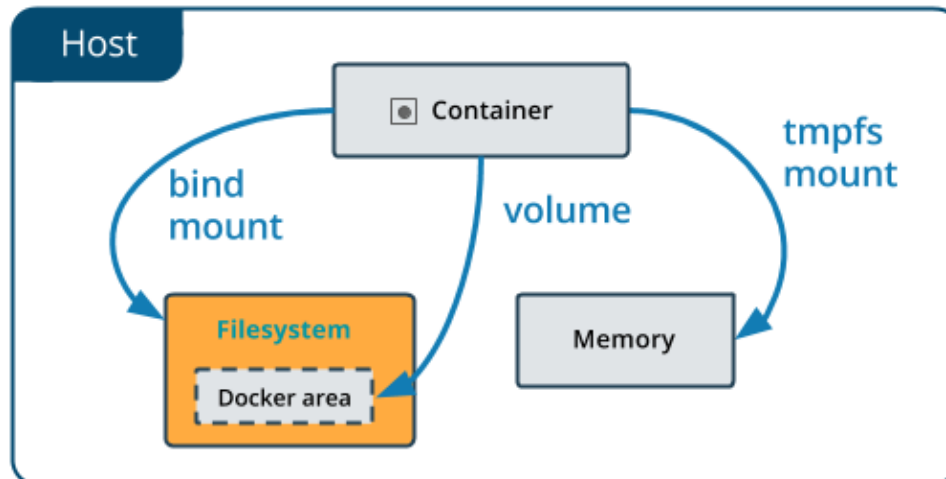 Host
Container
bind
mount
volume
tmpfs
mount
Filesystem
Docker area
Memory